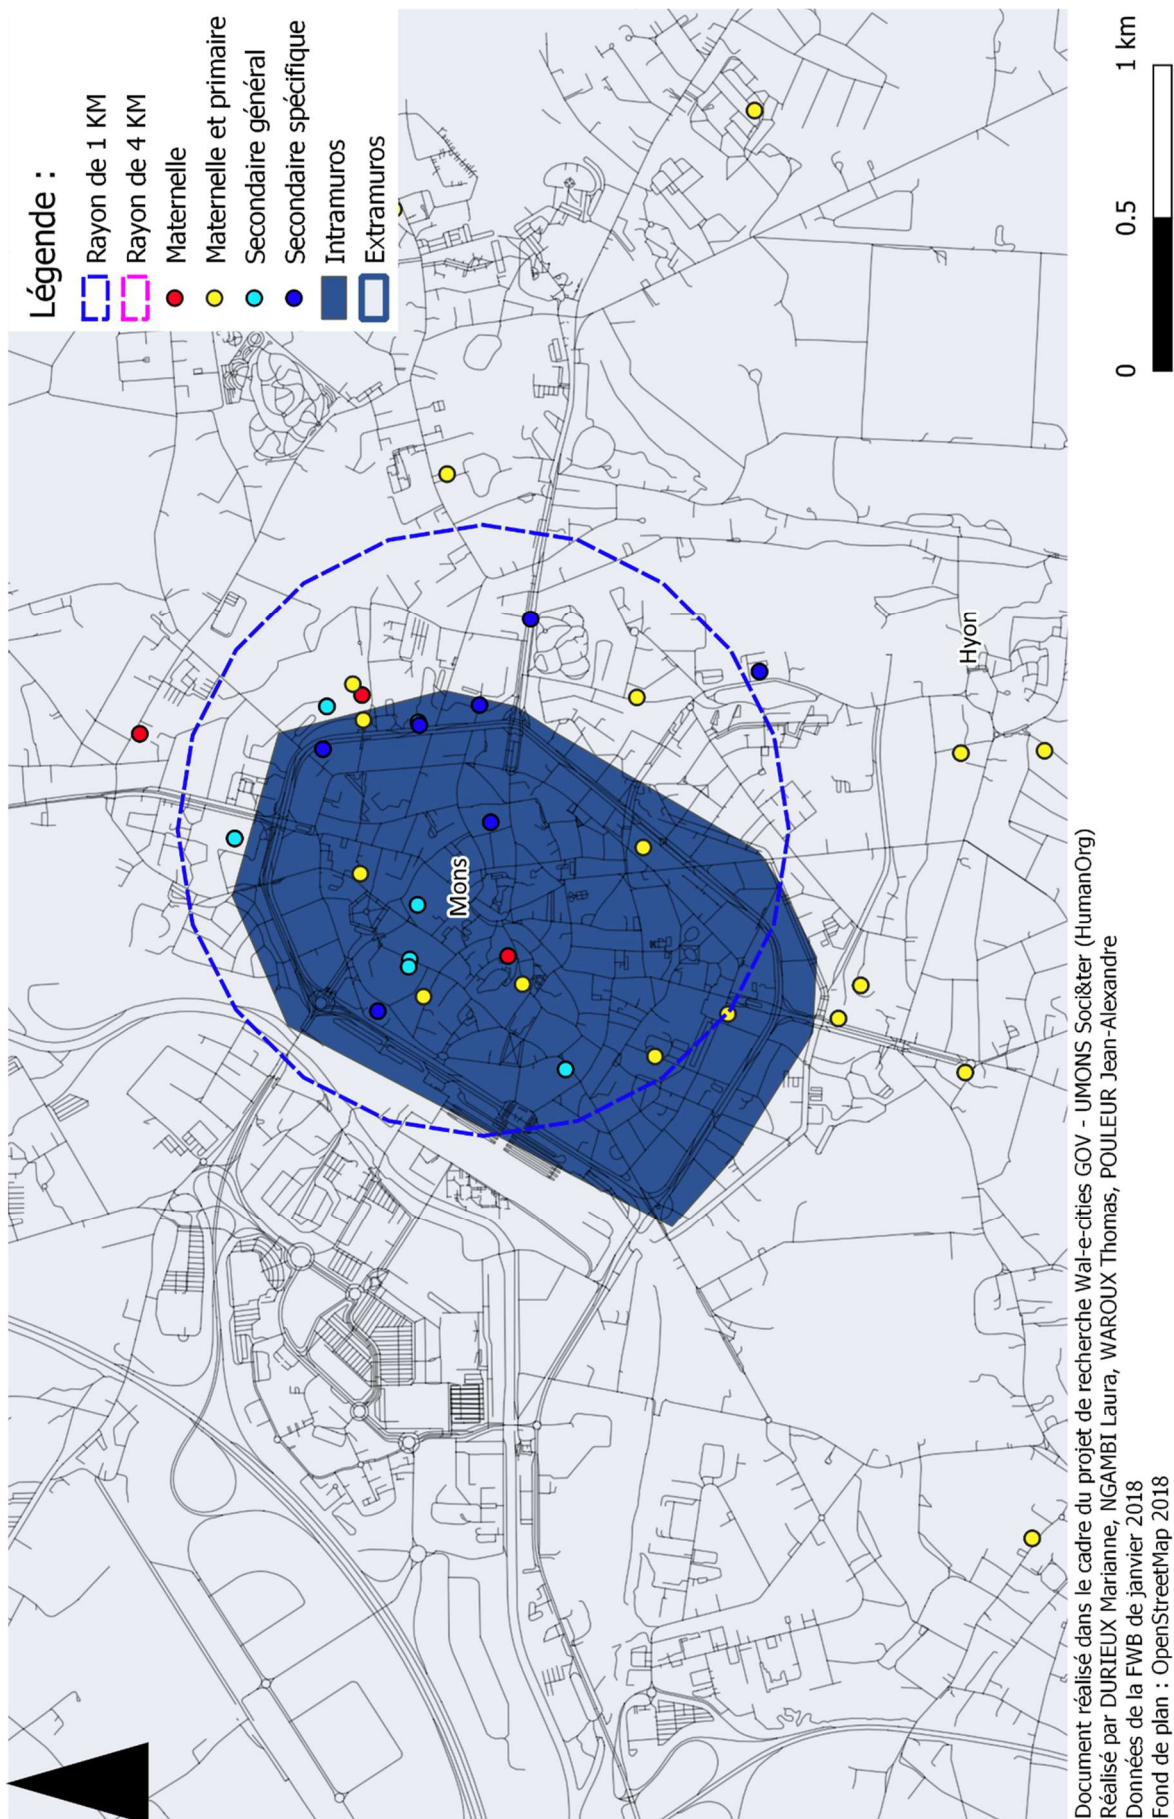 Légende :
Rayon de 1 KM
Rayon de 4 KM
Maternelle
Maternelle et primaire
Secondaire général
Secondaire spécifique
Intramuros
Extramuros
Mons
Hyon
0 0.5 1 km
Document réalisé dans le cadre du projet de recherche Wal-e-cities GOV - UMONS Soci&ter (HumanOrg)
Réalisé par DURIEUX Marianne, NGAMBI Laura, WAROUX Thomas, POULEUR Jean-Alexandre
Données de la FWB de janvier 2018
Fond de plan : OpenStreetMap 2018